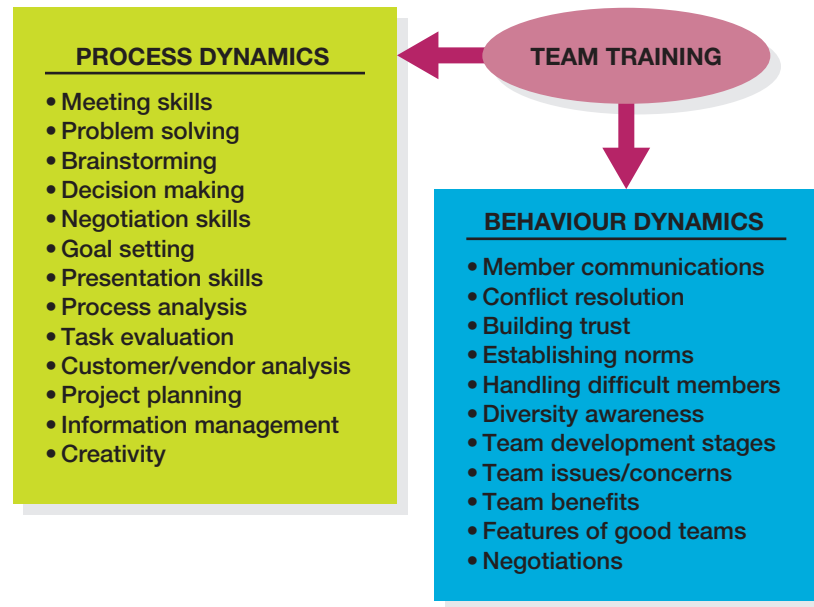 PROCESS DYNAMICS
• Meeting skills
• Problem solving
• Brainstorming
• Decision making
• Negotiation skills
• Goal setting
• Presentation skills
• Process analysis
• Task evaluation
• Customer/vendor analysis
• Project planning
• Information management
• Creativity
TEAM TRAINING
BEHAVIOUR DYNAMICS
• Member communications
• Conflict resolution
• Building trust
• Establishing norms
• Handling difficult members
• Diversity awareness
• Team development stages
• Team issues/concerns
• Team benefits
• Features of good teams
• Negotiations